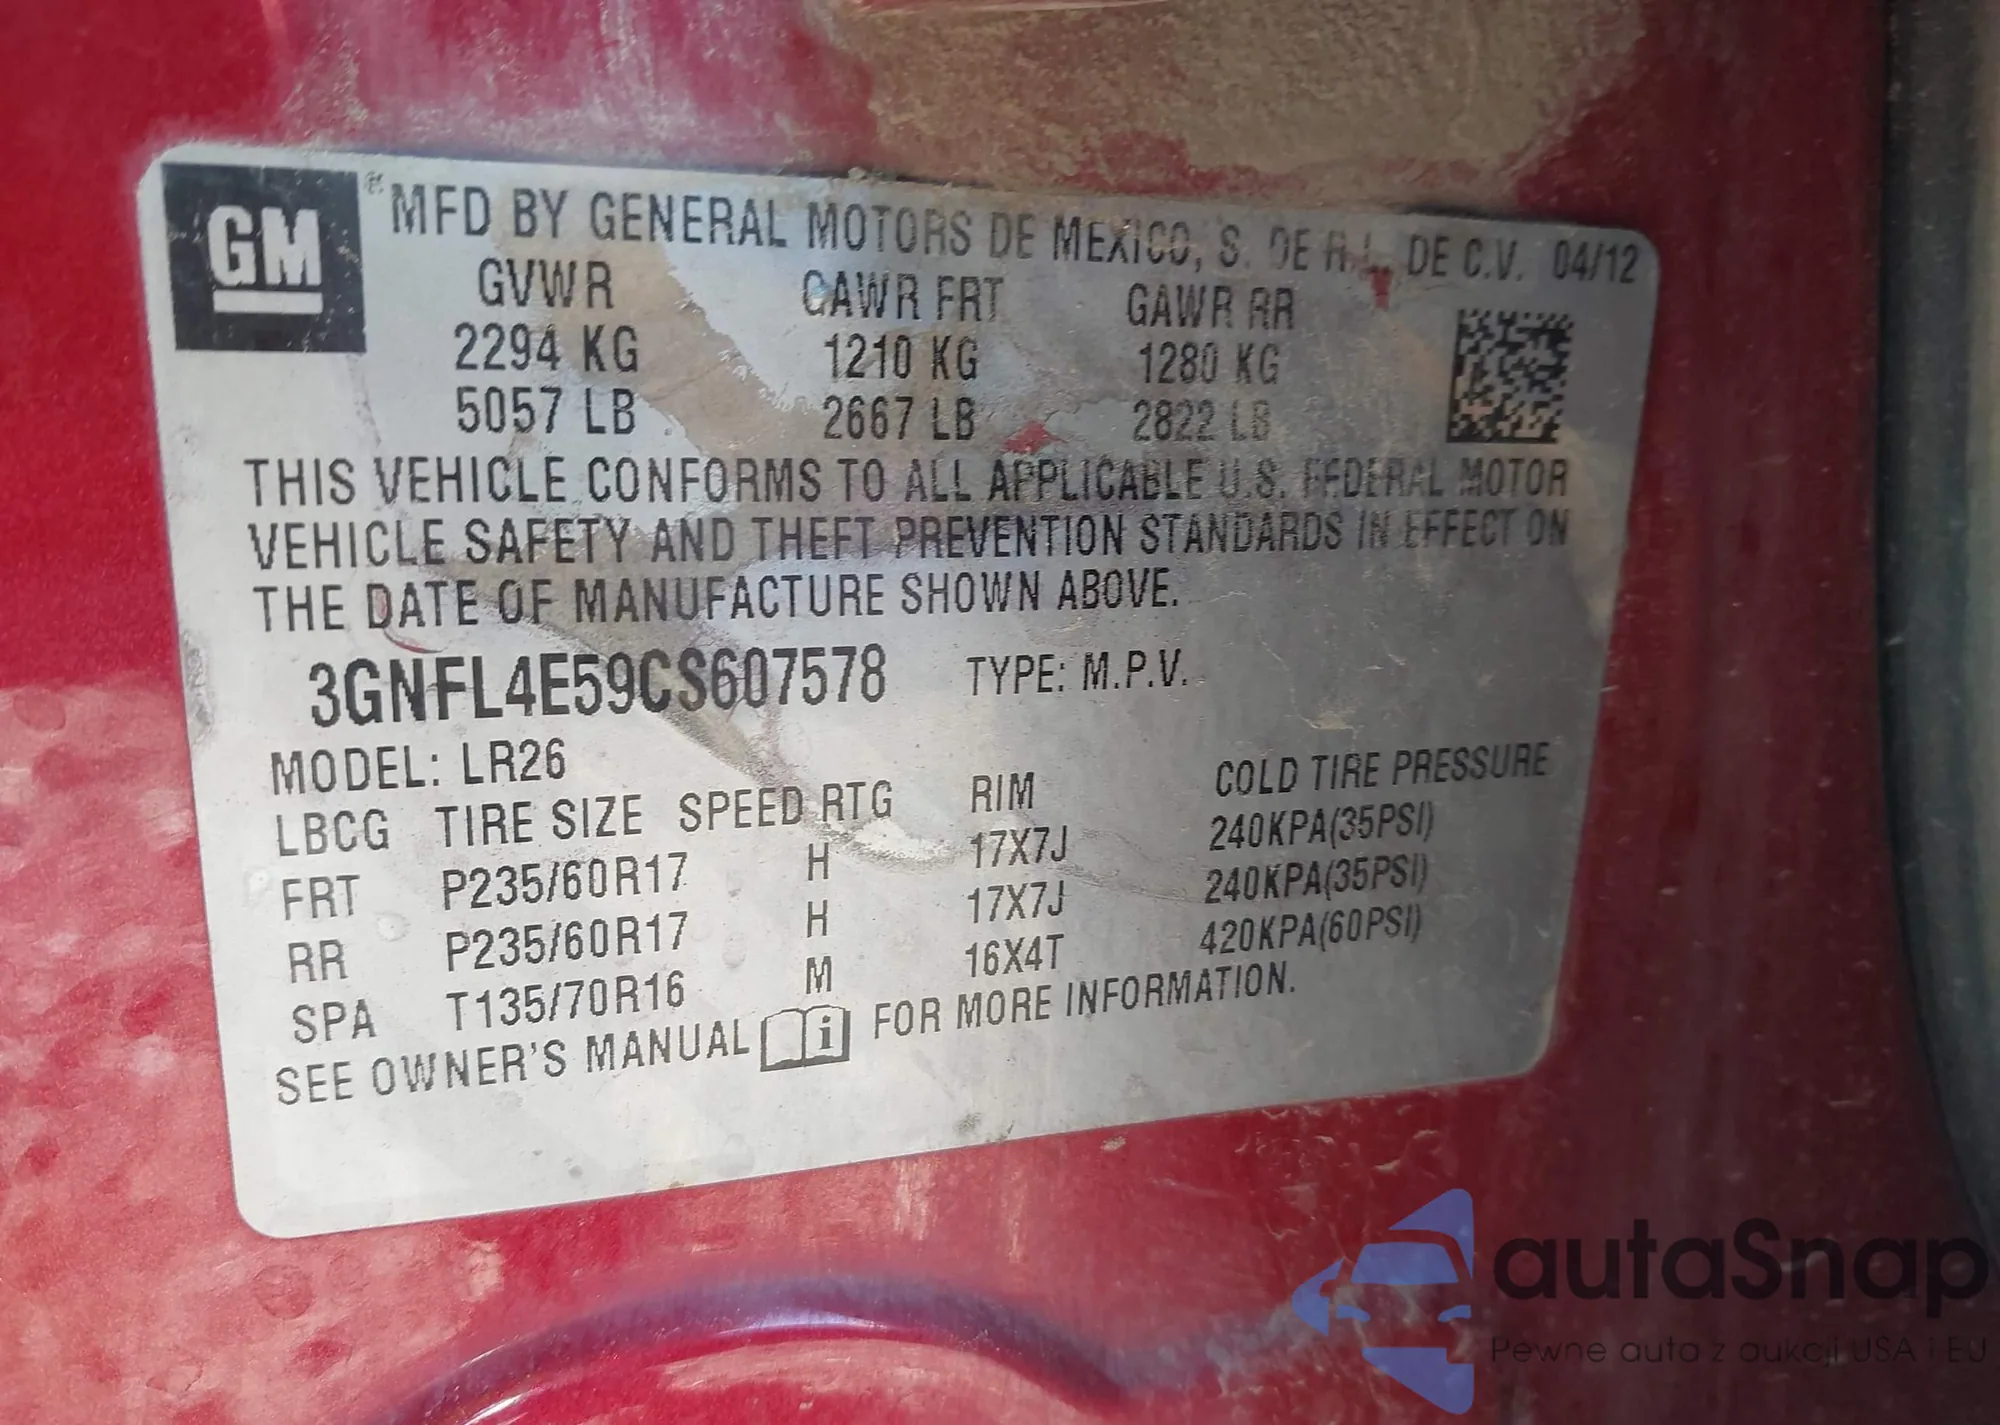 GM
® MFD BY GENERAL MOTORS DE MEXICO, S. DE R.L. DE C.V. 04/12
GVWR GAWR FRT GAWR RR
2294 KG 1210 KG 1280 KG
5057 LB 2667 LB 2822 LB
THIS VEHICLE CONFORMS TO ALL APPLICABLE U.S. FEDERAL MOTOR
VEHICLE SAFETY AND THEFT PREVENTION STANDARDS IN EFFECT ON
THE DATE OF MANUFACTURE SHOWN ABOVE.
3GNFL4E59CS607578 TYPE: M.P.V.
MODEL: LR26
LBCG TIRE SIZE SPEED RTG RIM COLD TIRE PRESSURE
FRT P235/60R17 H 17X7J 240KPA(35PSI)
RR P235/60R17 H 17X7J 240KPA(35PSI)
SPA T135/70R16 M 16X4T 420KPA(60PSI)
SEE OWNER'S MANUAL i FOR MORE INFORMATION.
autaSnap
Pewne auta z aukcji USA i EU